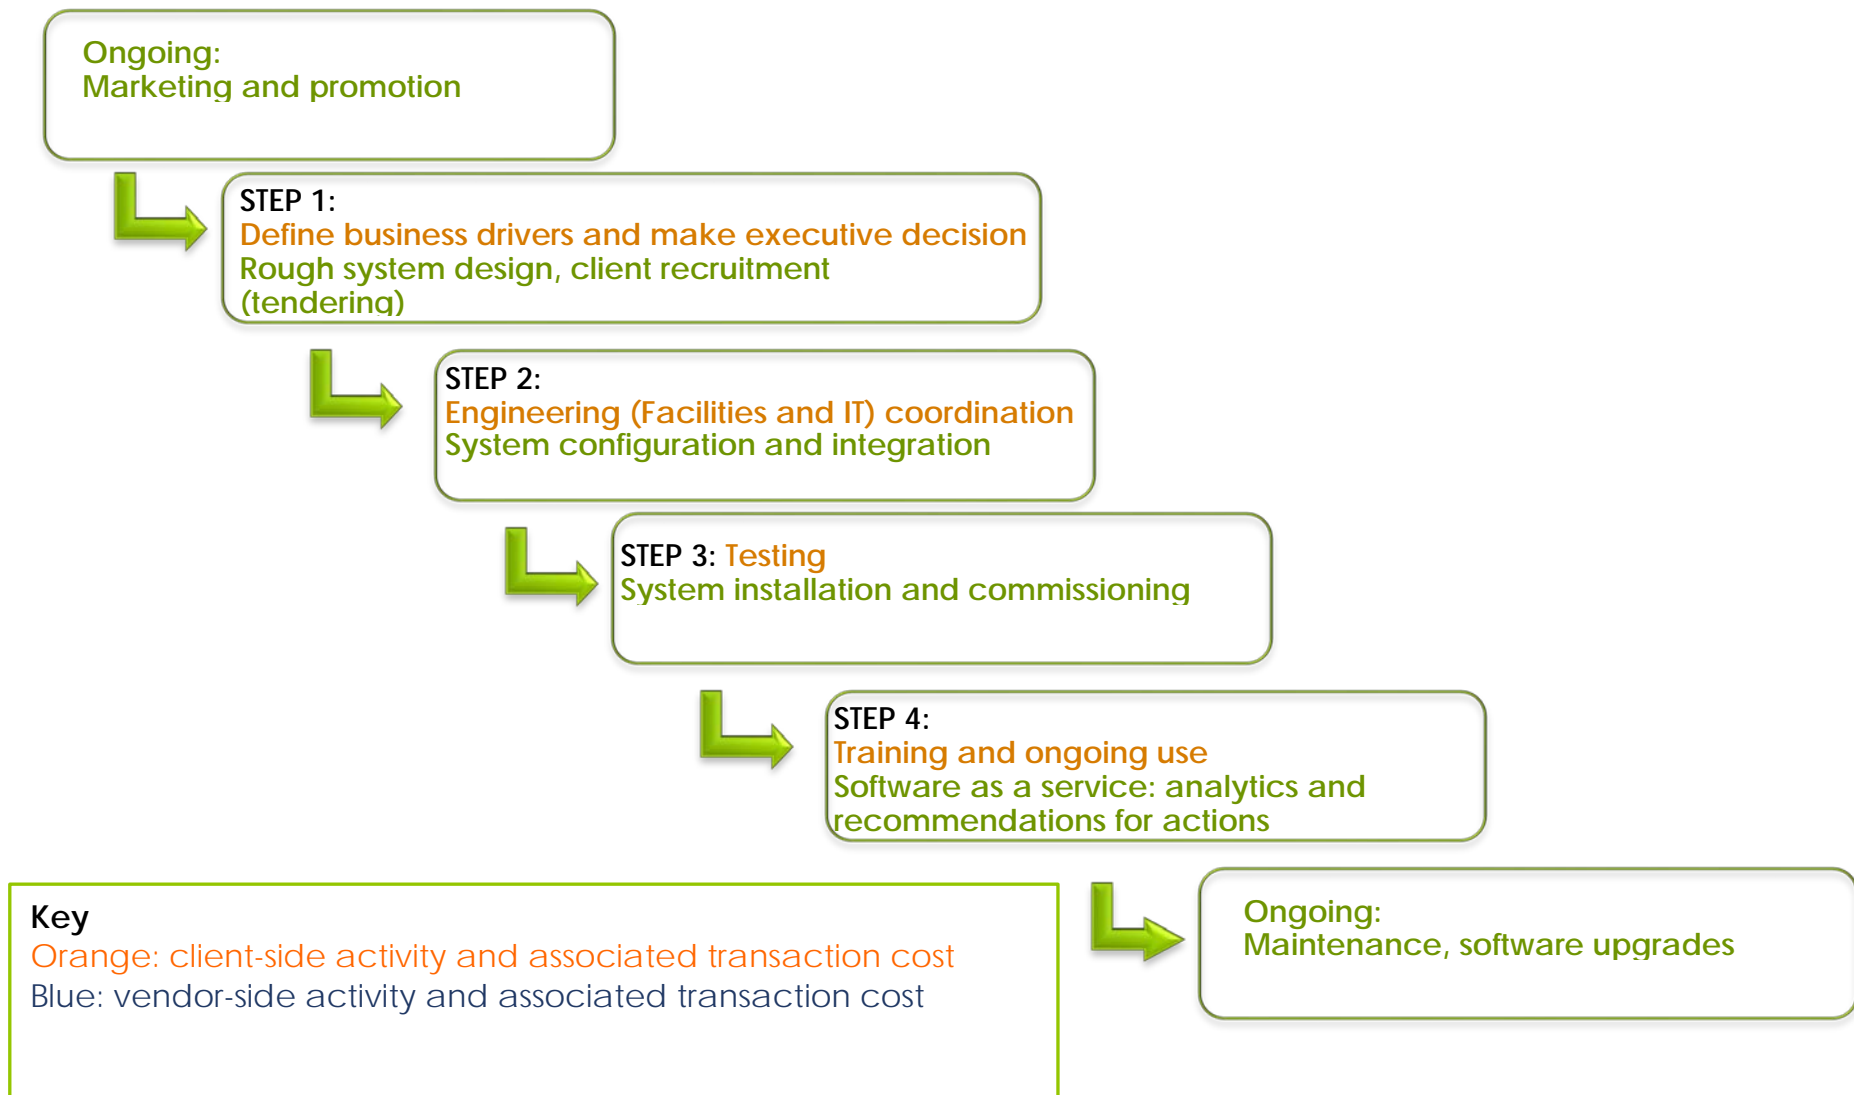 Ongoing:
Marketing and promotion
STEP 1:
Define business drivers and make executive decision
Rough system design, client recruitment
(tendering)
STEP 2:
Engineering (Facilities and IT) coordination
System configuration and integration
STEP 3: Testing
System installation and commissioning
STEP 4:
Training and ongoing use
Software as a service: analytics and
recommendations for actions
Ongoing:
Maintenance, software upgrades
Key
Orange: client-side activity and associated transaction cost
Blue: vendor-side activity and associated transaction cost